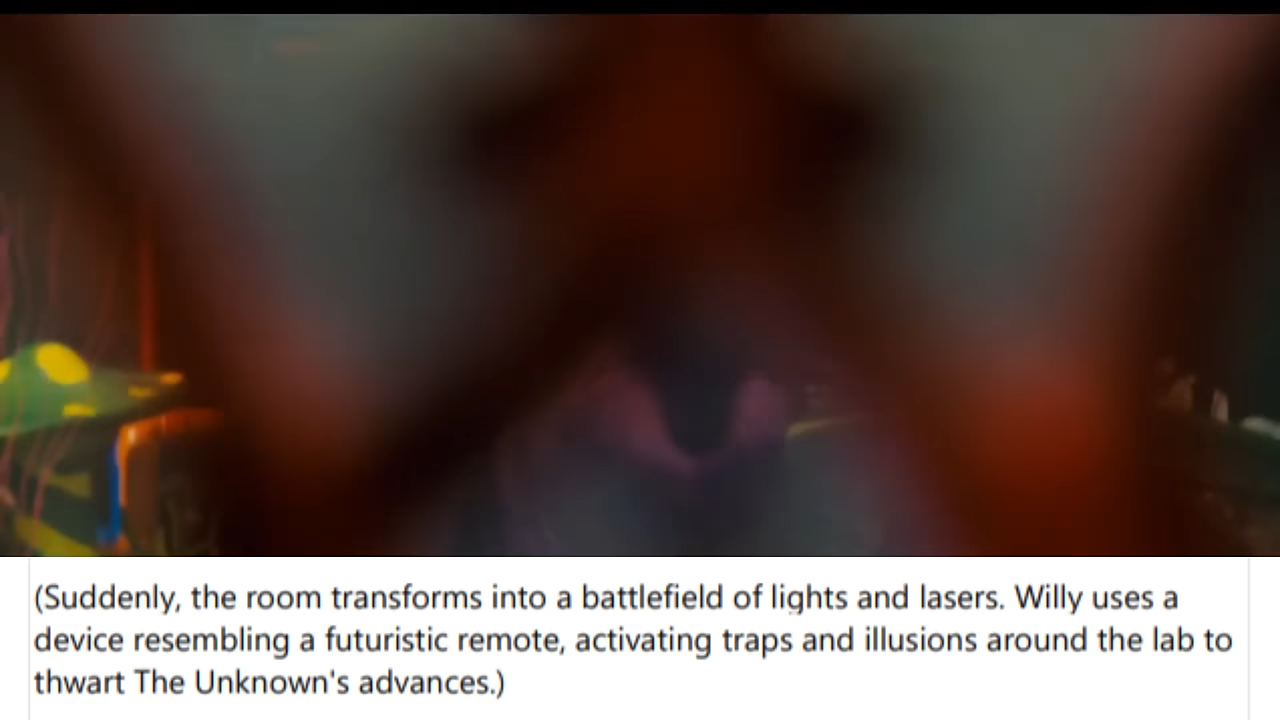 (Suddenly, the room transforms into a battlefield of lights and lasers. Willy uses a
device resembling a futuristic remote, activating traps and illusions around the lab to
thwart The Unknown's advances.)